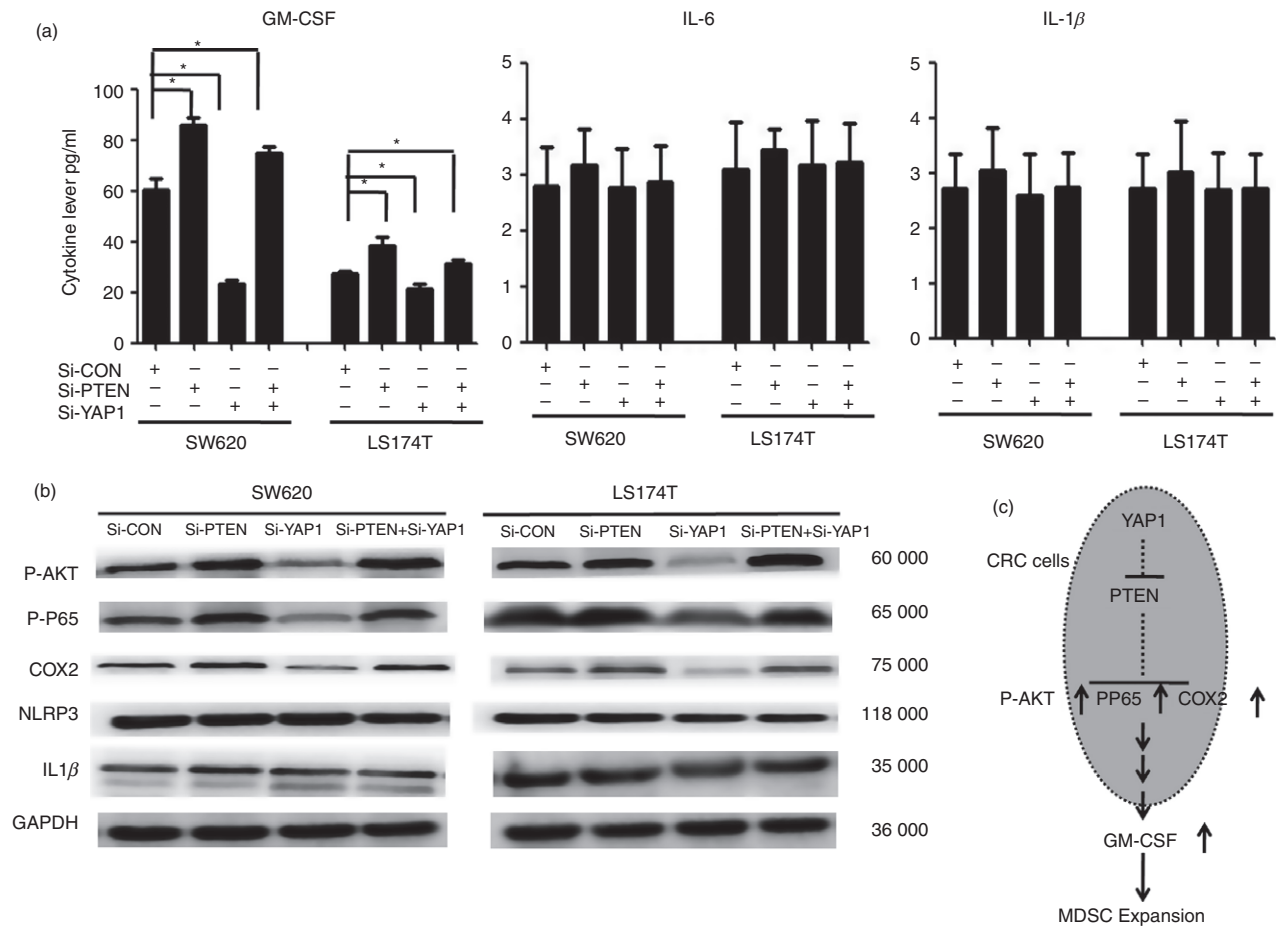 (a)
GM-CSF
IL-6
IL-1β
Cytokine lever pg/ml
100
80
60
40
20
0
* * *
* * *
5
4
3
2
1
0
5
4
3
2
1
0
Si-CON + – – – + – – – + – – – + – – – + – – – + – – –
Si-PTEN – + – + – + – + – + – + – + – + – + – + – + – +
Si-YAP1 – – + + – – + + – – + + – – + + – – + + – – + +
SW620 LS174T SW620 LS174T SW620 LS174T
(b)
SW620
LS174T
Si-CON Si-PTEN Si-YAP1 Si-PTEN+Si-YAP1
Si-CON Si-PTEN Si-YAP1 Si-PTEN+Si-YAP1
P-AKT 60 000
P-P65 65 000
COX2 75 000
NLRP3 118 000
IL1β 35 000
GAPDH 36 000
(c)
YAP1
CRC cells
PTEN
P-AKT PP65 COX2
GM-CSF
MDSC Expansion